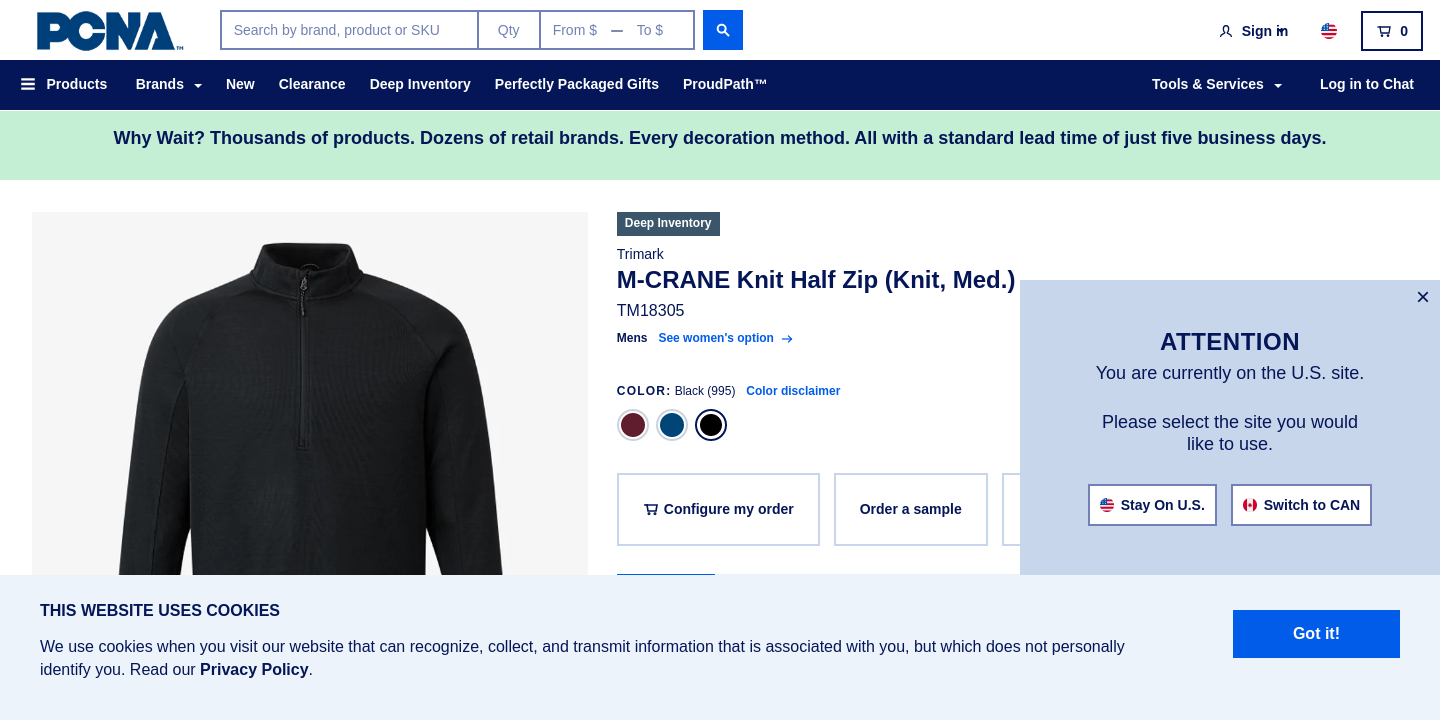 PCNA™
Search by brand, product or SKU
Qty
From $ — To $
Sign in
0
Products
Brands
New
Clearance
Deep Inventory
Perfectly Packaged Gifts
ProudPath™
Tools & Services
Log in to Chat
Why Wait? Thousands of products. Dozens of retail brands. Every decoration method. All with a standard lead time of just five business days.
Deep Inventory
Trimark
M-CRANE Knit Half Zip (Knit, Med.)
TM18305
Mens See women's option →
COLOR: Black (995) Color disclaimer
Configure my order
Order a sample
×
ATTENTION
You are currently on the U.S. site.
Please select the site you would
like to use.
Stay On U.S.
Switch to CAN
THIS WEBSITE USES COOKIES
We use cookies when you visit our website that can recognize, collect, and transmit information that is associated with you, but which does not personally
identify you. Read our Privacy Policy.
Got it!